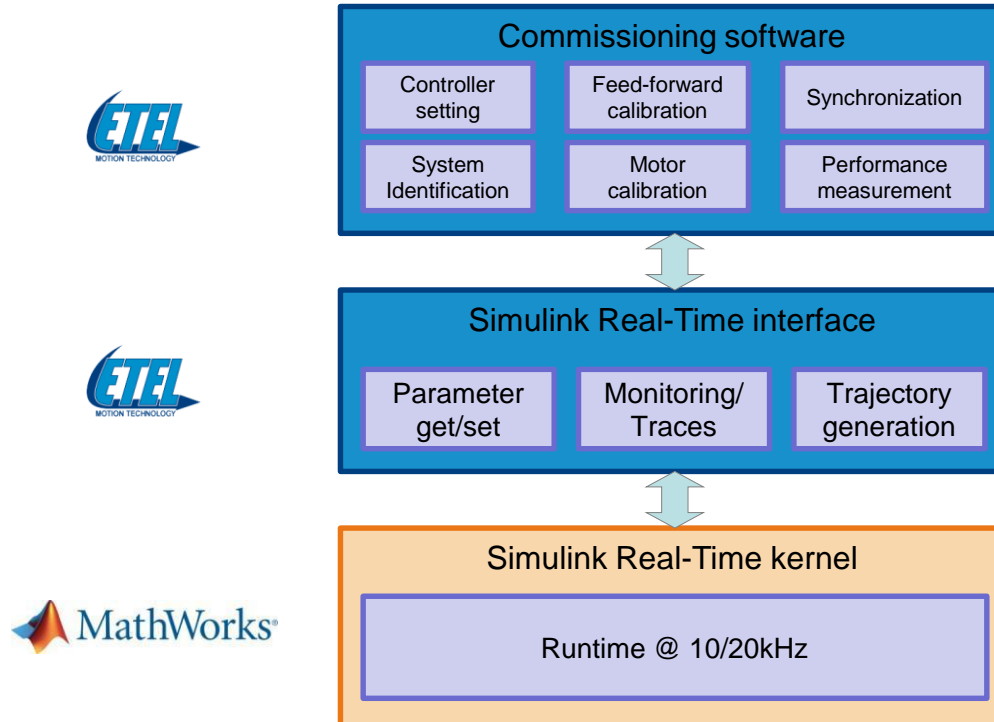 Commissioning software
Controller
setting
Feed-forward
calibration
Synchronization
System
Identification
Motor
calibration
Performance
measurement
ETEL
MOTION TECHNOLOGY
Simulink Real-Time interface
Parameter
get/set
Monitoring/
Traces
Trajectory
generation
ETEL
MOTION TECHNOLOGY
Simulink Real-Time kernel
Runtime @ 10/20kHz
MathWorks®